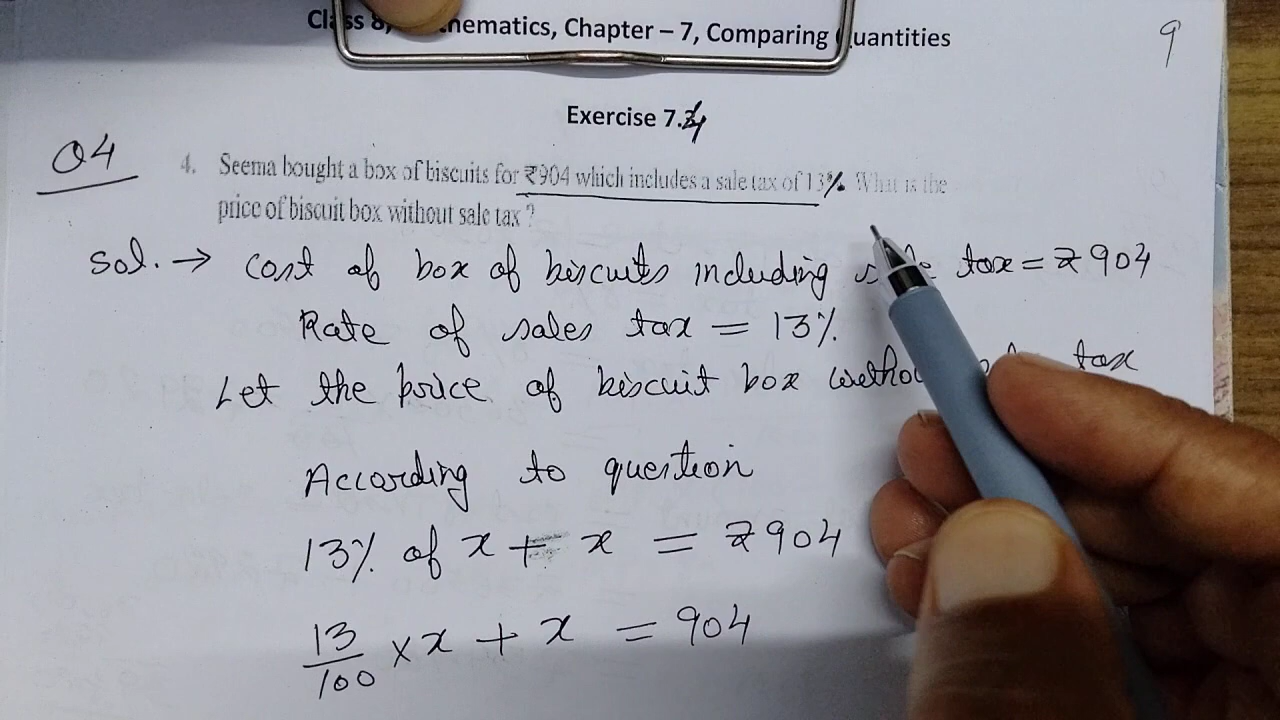 Class 8, Mathematics, Chapter – 7, Comparing Quantities
9
Exercise 7.4
Q4
4. Seema bought a box of biscuits for ₹904 which includes a sale tax of 13%. What is the
price of biscuit box without sale tax ?
Sol. → Cost of box of biscuits including sale tax = ₹904
Rate of sales tax = 13%
Let the price of biscuit box without tax
According to question
13% of x + x = ₹904
13/100 × x + x = 904